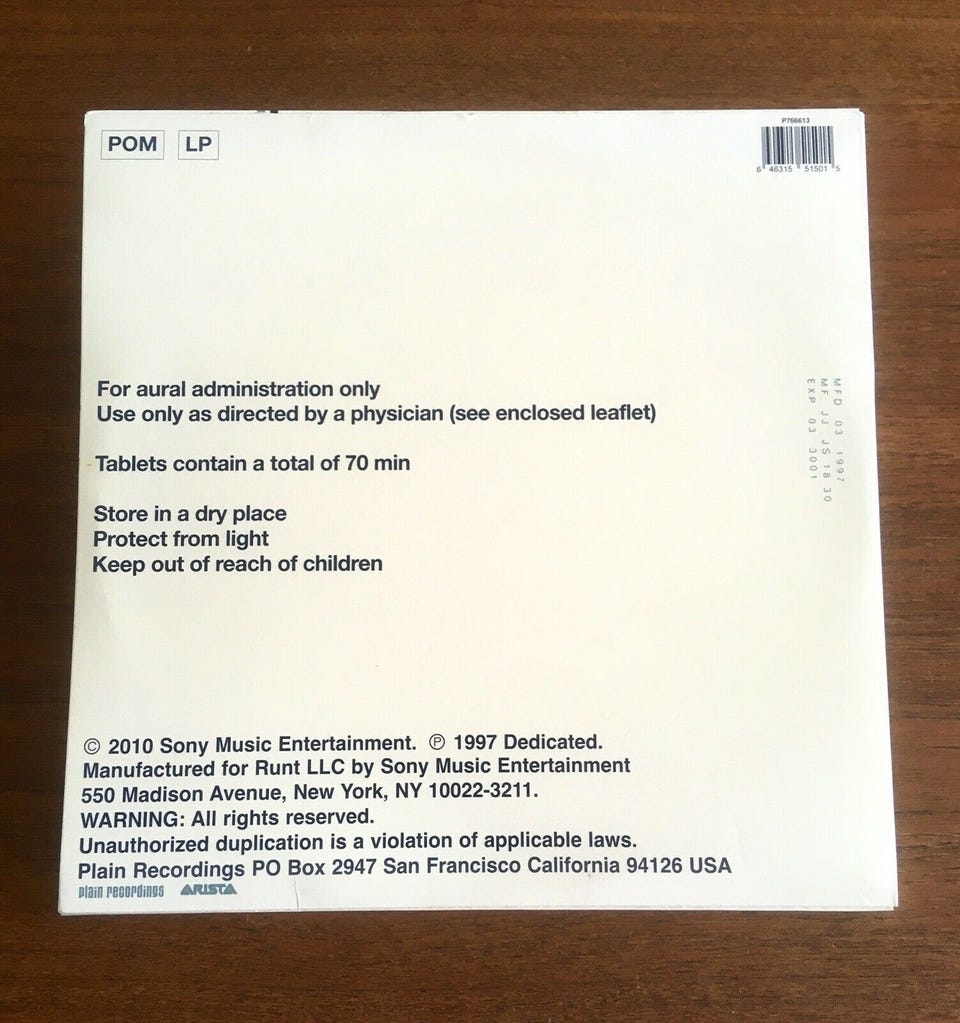 POM LP
P766613
6 46315 51501 5
For aural administration only
Use only as directed by a physician (see enclosed leaflet)
Tablets contain a total of 70 min
Store in a dry place
Protect from light
Keep out of reach of children
MFD 03 1997
MF JJ JS 18 30
EXP 03 3001
© 2010 Sony Music Entertainment. ℗ 1997 Dedicated.
Manufactured for Runt LLC by Sony Music Entertainment
550 Madison Avenue, New York, NY 10022-3211.
WARNING: All rights reserved.
Unauthorized duplication is a violation of applicable laws.
Plain Recordings PO Box 2947 San Francisco California 94126 USA
plain recordings ARISTA